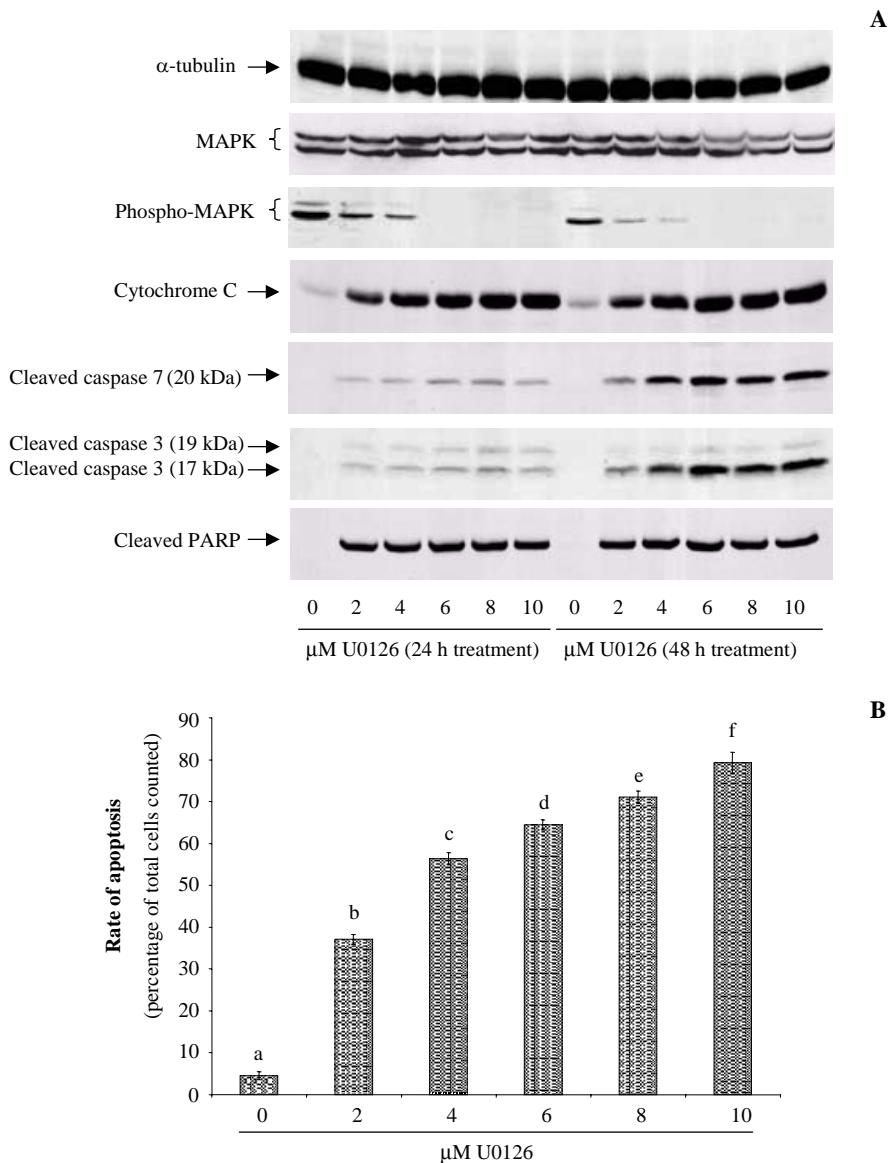 A
α-tubulin
MAPK
Phospho-MAPK
Cytochrome C
Cleaved caspase 7 (20 kDa)
Cleaved caspase 3 (19 kDa)
Cleaved caspase 3 (17 kDa)
Cleaved PARP
0 2 4 6 8 10 0 2 4 6 8 10
μM U0126 (24 h treatment) μM U0126 (48 h treatment)
B
Rate of apoptosis
(percentage of total cells counted)
90
80
70
60
50
40
30
20
10
0
a
b
c
d
e
f
0 2 4 6 8 10
μM U0126